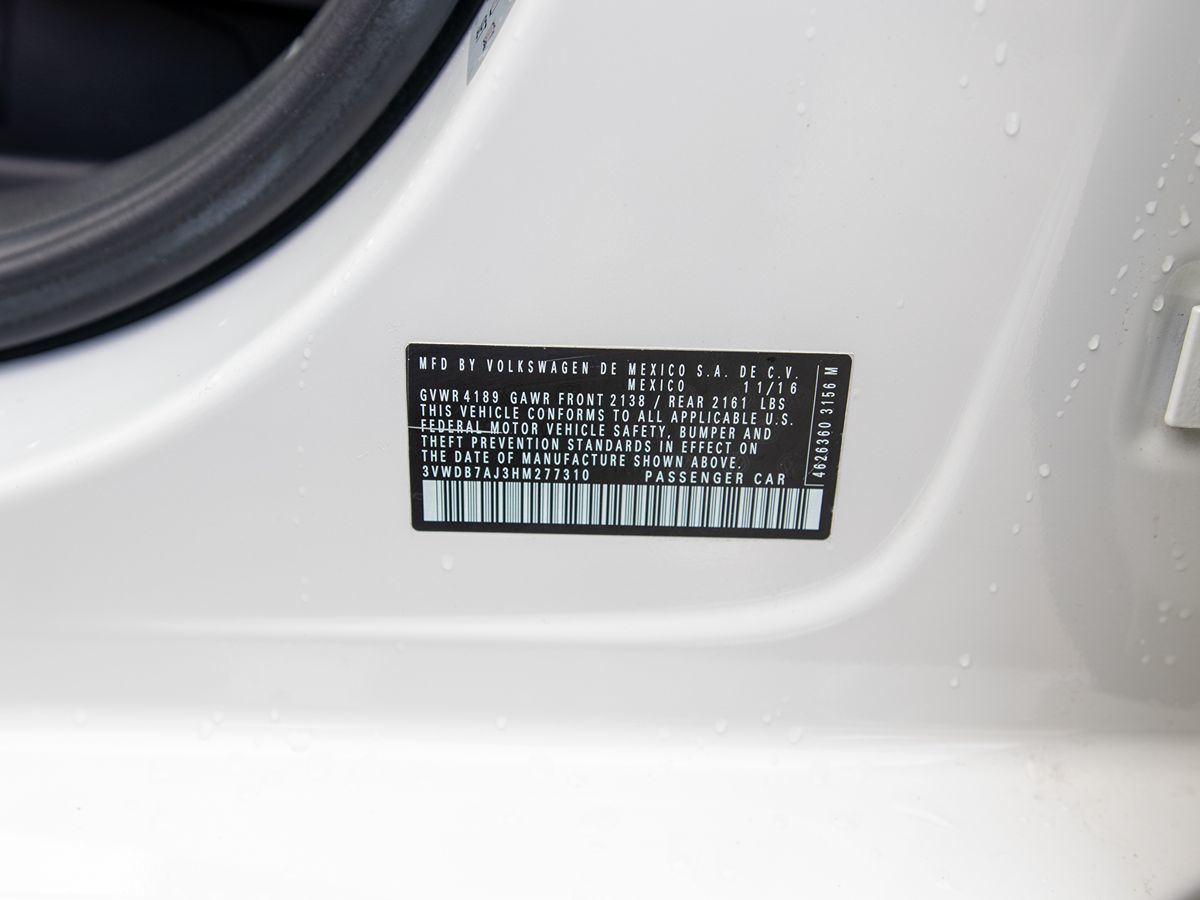 MFD BY VOLKSWAGEN DE MEXICO S.A. DE C.V.
MEXICO 11/16
GVWR 4189 GAWR FRONT 2138 / REAR 2161 LBS
THIS VEHICLE CONFORMS TO ALL APPLICABLE U.S.
FEDERAL MOTOR VEHICLE SAFETY, BUMPER AND
THEFT PREVENTION STANDARDS IN EFFECT ON
THE DATE OF MANUFACTURE SHOWN ABOVE.
3VWDB7AJ3HM277310 PASSENGER CAR
4626360 3156 M